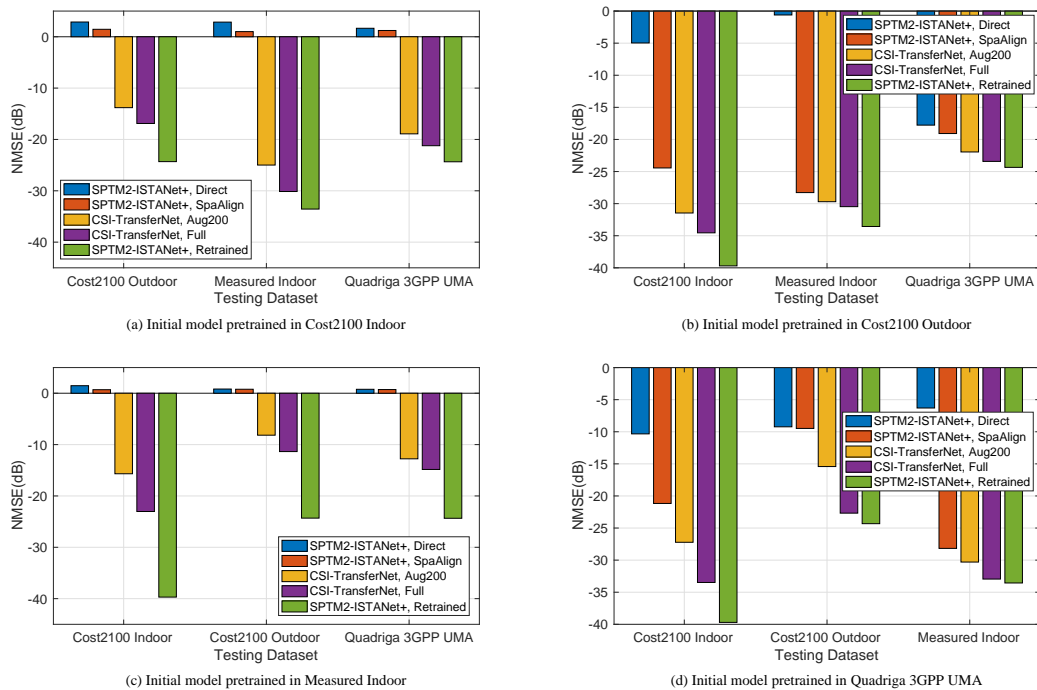 0
-10
-20
-30
-40
NMSE(dB)
SPTM2-ISTANet+, Direct
SPTM2-ISTANet+, SpaAlign
CSI-TransferNet, Aug200
CSI-TransferNet, Full
SPTM2-ISTANet+, Retrained
Cost2100 Outdoor
Measured Indoor
Quadriga 3GPP UMA
Testing Dataset
(a) Initial model pretrained in Cost2100 Indoor
0
-5
-10
-15
-20
-25
-30
-35
-40
NMSE(dB)
SPTM2-ISTANet+, Direct
SPTM2-ISTANet+, SpaAlign
CSI-TransferNet, Aug200
CSI-TransferNet, Full
SPTM2-ISTANet+, Retrained
Cost2100 Indoor
Measured Indoor
Quadriga 3GPP UMA
Testing Dataset
(b) Initial model pretrained in Cost2100 Outdoor
0
-10
-20
-30
-40
NMSE(dB)
SPTM2-ISTANet+, Direct
SPTM2-ISTANet+, SpaAlign
CSI-TransferNet, Aug200
CSI-TransferNet, Full
SPTM2-ISTANet+, Retrained
Cost2100 Indoor
Cost2100 Outdoor
Quadriga 3GPP UMA
Testing Dataset
(c) Initial model pretrained in Measured Indoor
0
-5
-10
-15
-20
-25
-30
-35
-40
NMSE(dB)
SPTM2-ISTANet+, Direct
SPTM2-ISTANet+, SpaAlign
CSI-TransferNet, Aug200
CSI-TransferNet, Full
SPTM2-ISTANet+, Retrained
Cost2100 Indoor
Cost2100 Outdoor
Measured Indoor
Testing Dataset
(d) Initial model pretrained in Quadriga 3GPP UMA